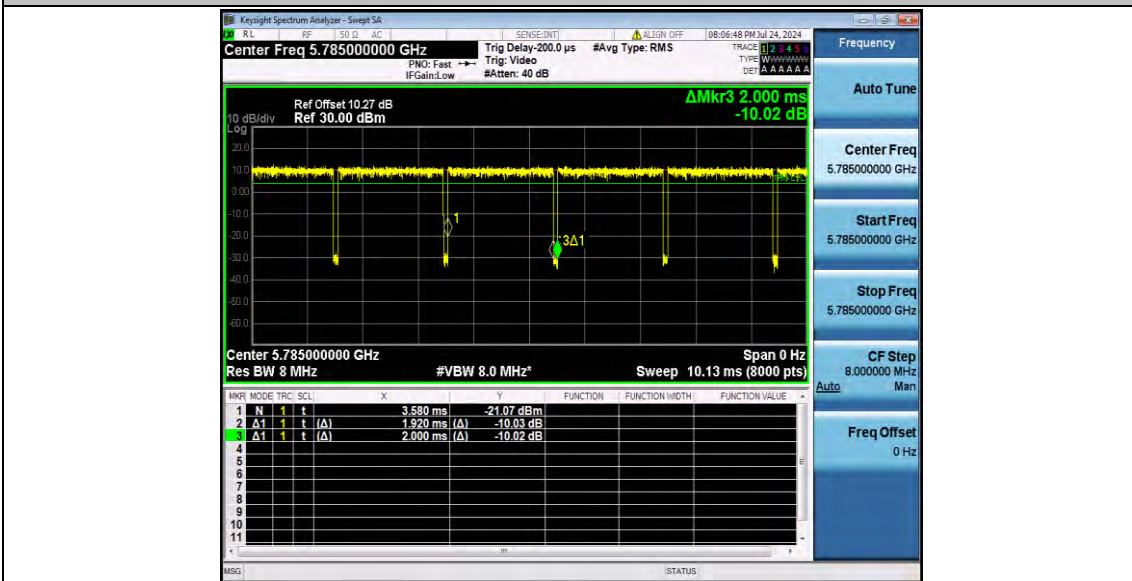 Keysight Spectrum Analyzer - Swept SA
RL RF 50 Ω AC SENSE:INT ALIGN OFF 08:06:48 PM Jul 24, 2024
Center Freq 5.785000000 GHz
PNO: Fast
IFGain:Low
Trig Delay-200.0 µs
Trig: Video
#Atten: 40 dB
#Avg Type: RMS
TRACE 1 2 3 4 5 6
TYPE WWWWWW
DET A A A A A A
Frequency
Auto Tune
Center Freq
5.785000000 GHz
Start Freq
5.785000000 GHz
Stop Freq
5.785000000 GHz
CF Step
8.000000 MHz
Auto Man
Freq Offset
0 Hz
ΔMkr3 2.000 ms
-10.02 dB
Ref Offset 10.27 dB
10 dB/div Ref 30.00 dBm
Log
20.0
10.0
0.00
-10.0
-20.0
-30.0
-40.0
-50.0
-60.0
1
3Δ1
Center 5.785000000 GHz Span 0 Hz
Res BW 8 MHz #VBW 8.0 MHz* Sweep 10.13 ms (8000 pts)
MKR MODE TRC SCL X Y FUNCTION FUNCTION WIDTH FUNCTION VALUE
1 N 1 t 3.580 ms -21.07 dBm
2 Δ1 1 t (Δ) 1.920 ms (Δ) -10.03 dB
3 Δ1 1 t (Δ) 2.000 ms (Δ) -10.02 dB
4
5
6
7
8
9
10
11
MSG STATUS